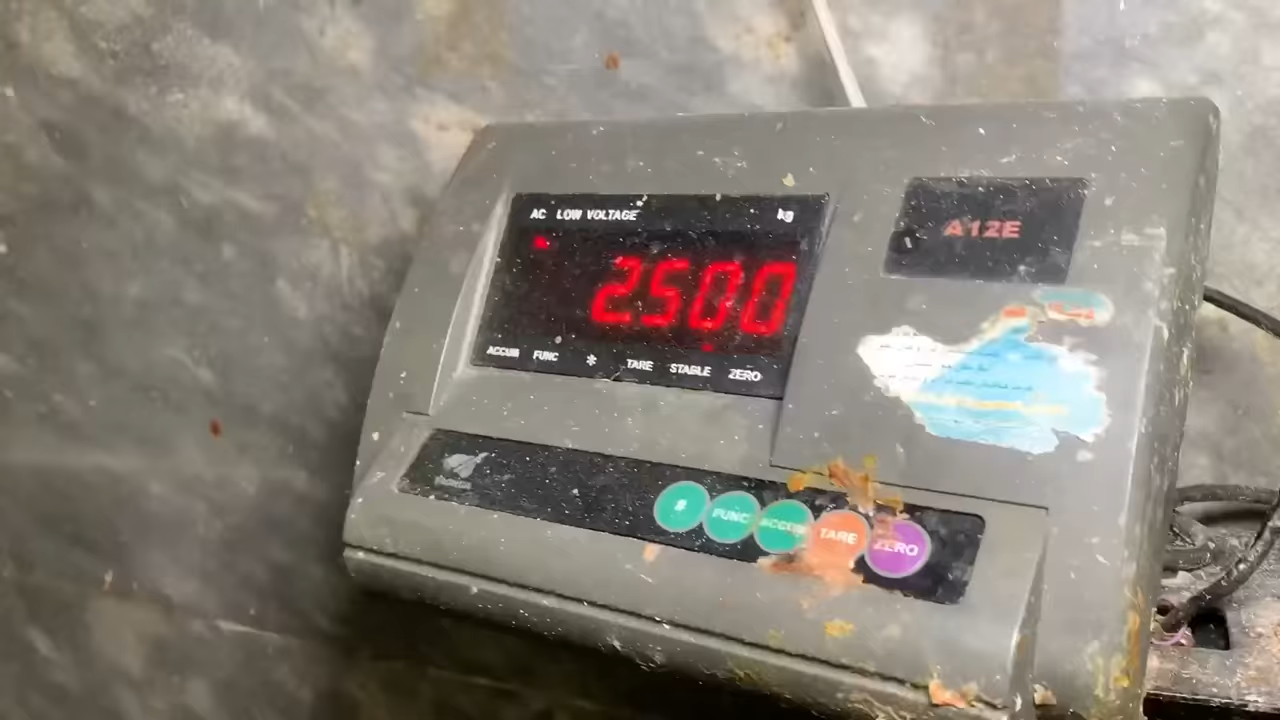 AC LOW VOLTAGE kg
2500
ACCUM FUNC * TARE STABLE ZERO
A12E
# FUNC ACCUM TARE ZERO